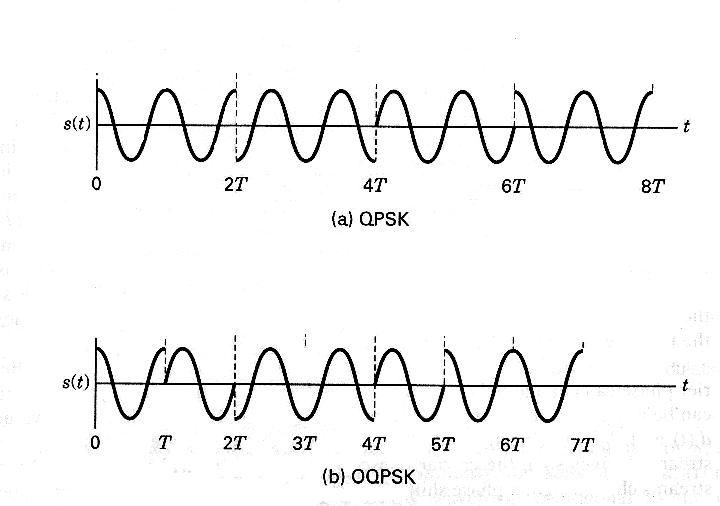 s(t)
t
0 2T 4T 6T 8T
(a) QPSK
s(t)
t
0 T 2T 3T 4T 5T 6T 7T
(b) OQPSK